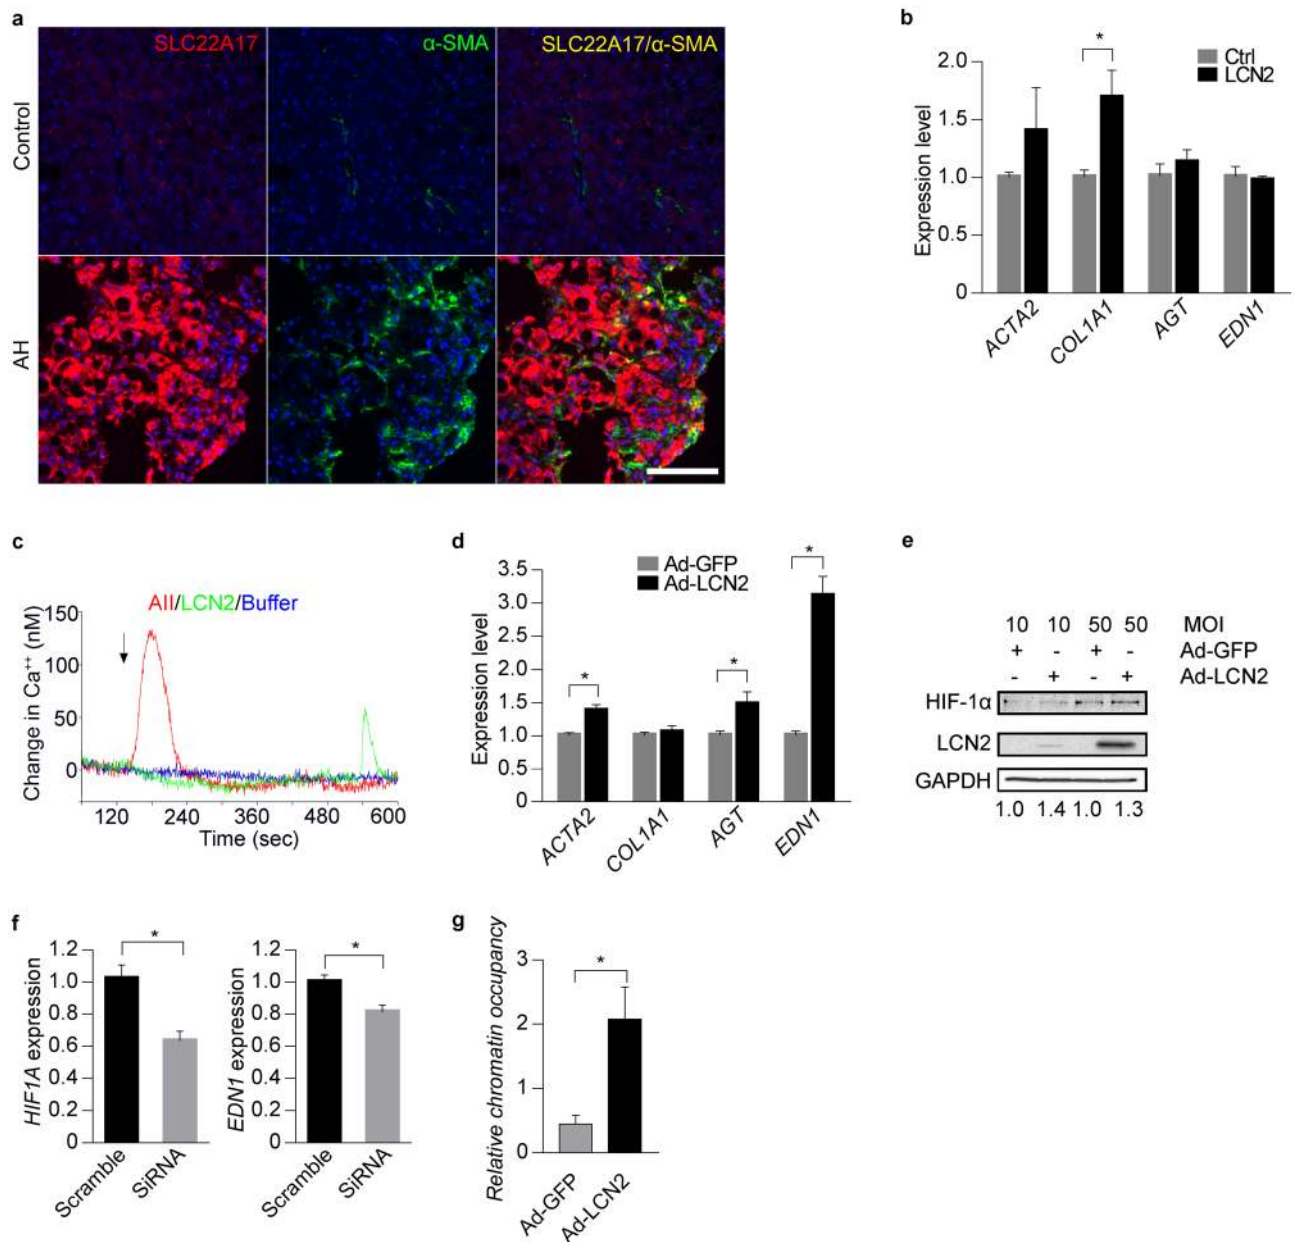 a
SLC22A17
α-SMA
SLC22A17/α-SMA
Control
AH
b
*
Ctrl
LCN2
Expression level
2.0
1.5
1.0
0.5
0
ACTA2
COL1A1
AGT
EDN1
c
AII/LCN2/Buffer
Change in Ca⁺⁺ (nM)
150
100
50
0
120 240 360 480 600
Time (sec)
d
Ad-GFP
Ad-LCN2
* * *
Expression level
3.5
3.0
2.5
2.0
1.5
1.0
0.5
0
ACTA2
COL1A1
AGT
EDN1
e
10 10 50 50 MOI
+ - + - Ad-GFP
- + - + Ad-LCN2
HIF-1α
LCN2
GAPDH
1.0 1.4 1.0 1.3
f
*
HIF1A expression
1.2
1.0
0.8
0.6
0.4
0.2
0
Scramble
SiRNA
*
EDN1 expression
1.2
1.0
0.8
0.6
0.4
0.2
0
Scramble
SiRNA
g
*
Relative chromatin occupancy
3
2
1
0
Ad-GFP
Ad-LCN2